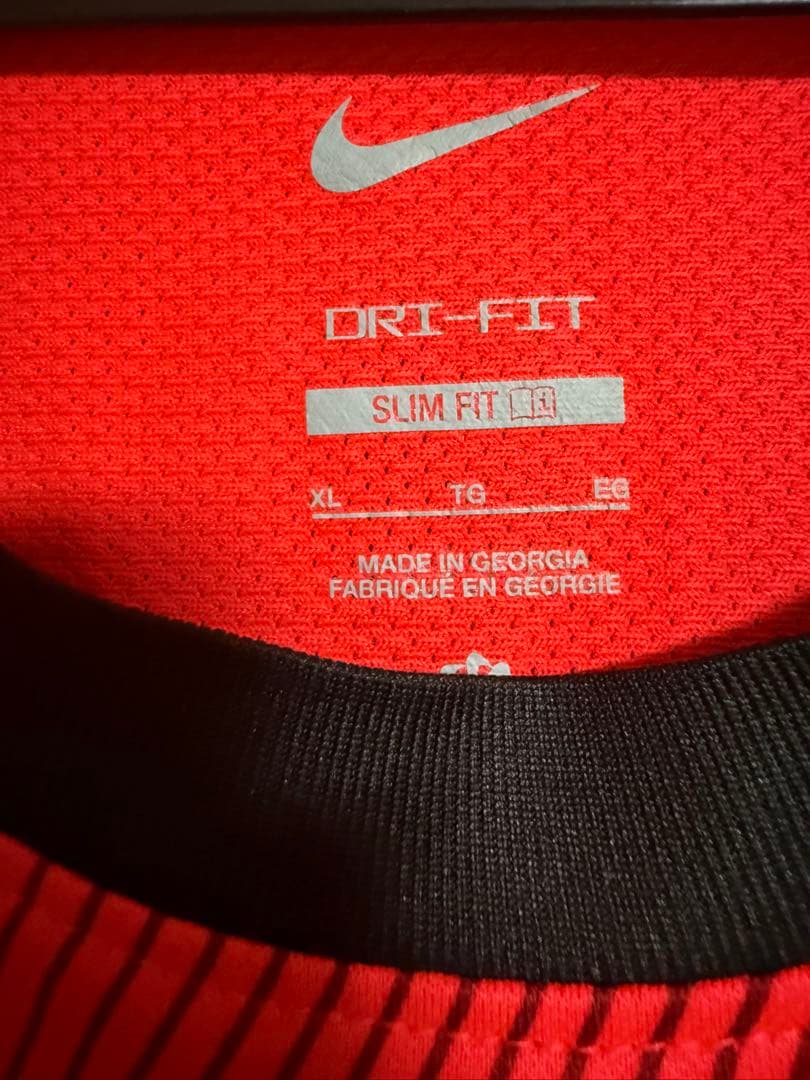 DRI-FIT
SLIM FIT i
XL TG EG
MADE IN GEORGIA
FABRIQUÉ EN GÉORGIE